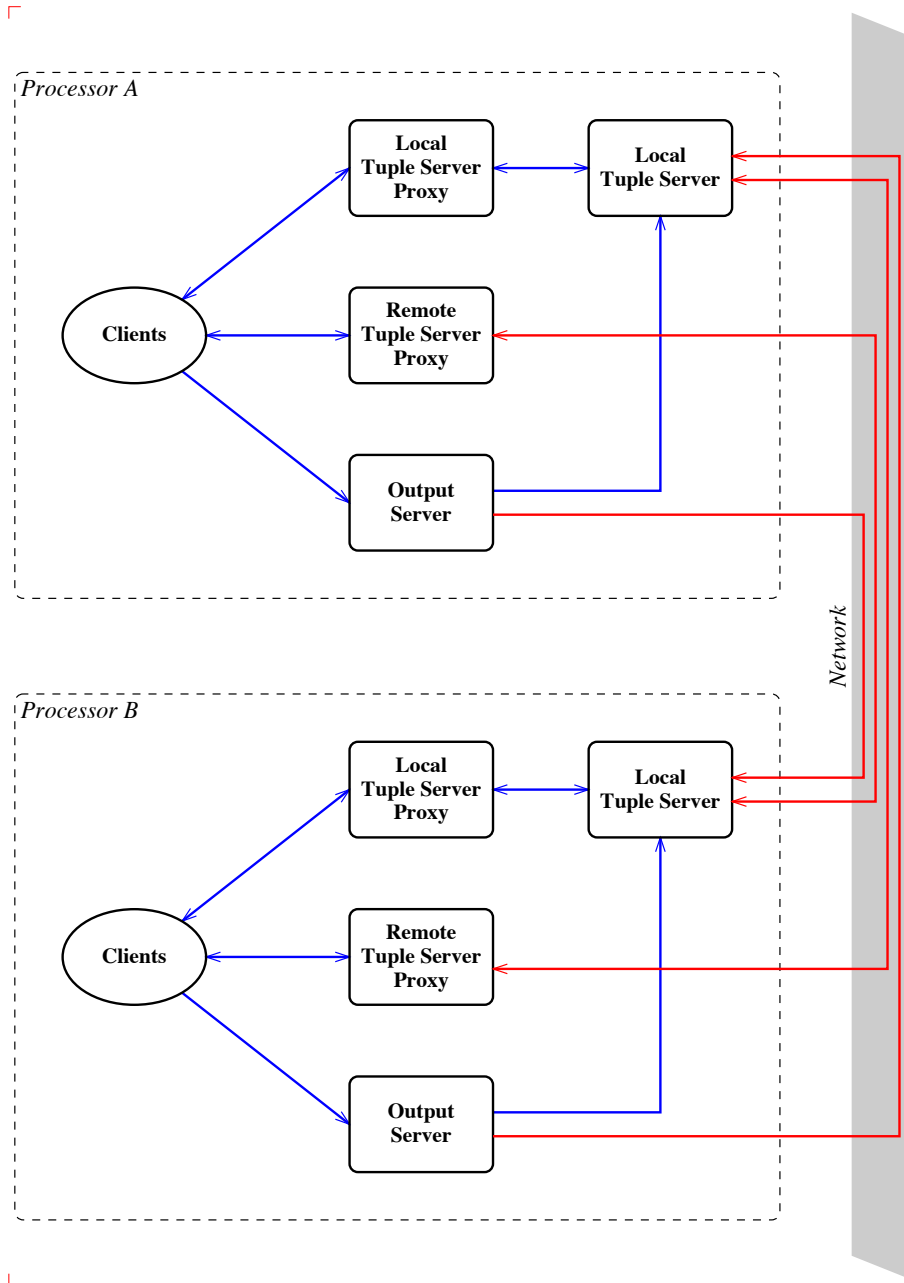 Processor A
Local
Tuple Server
Proxy
Local
Tuple Server
Clients
Remote
Tuple Server
Proxy
Output
Server
Network
Processor B
Local
Tuple Server
Proxy
Local
Tuple Server
Clients
Remote
Tuple Server
Proxy
Output
Server